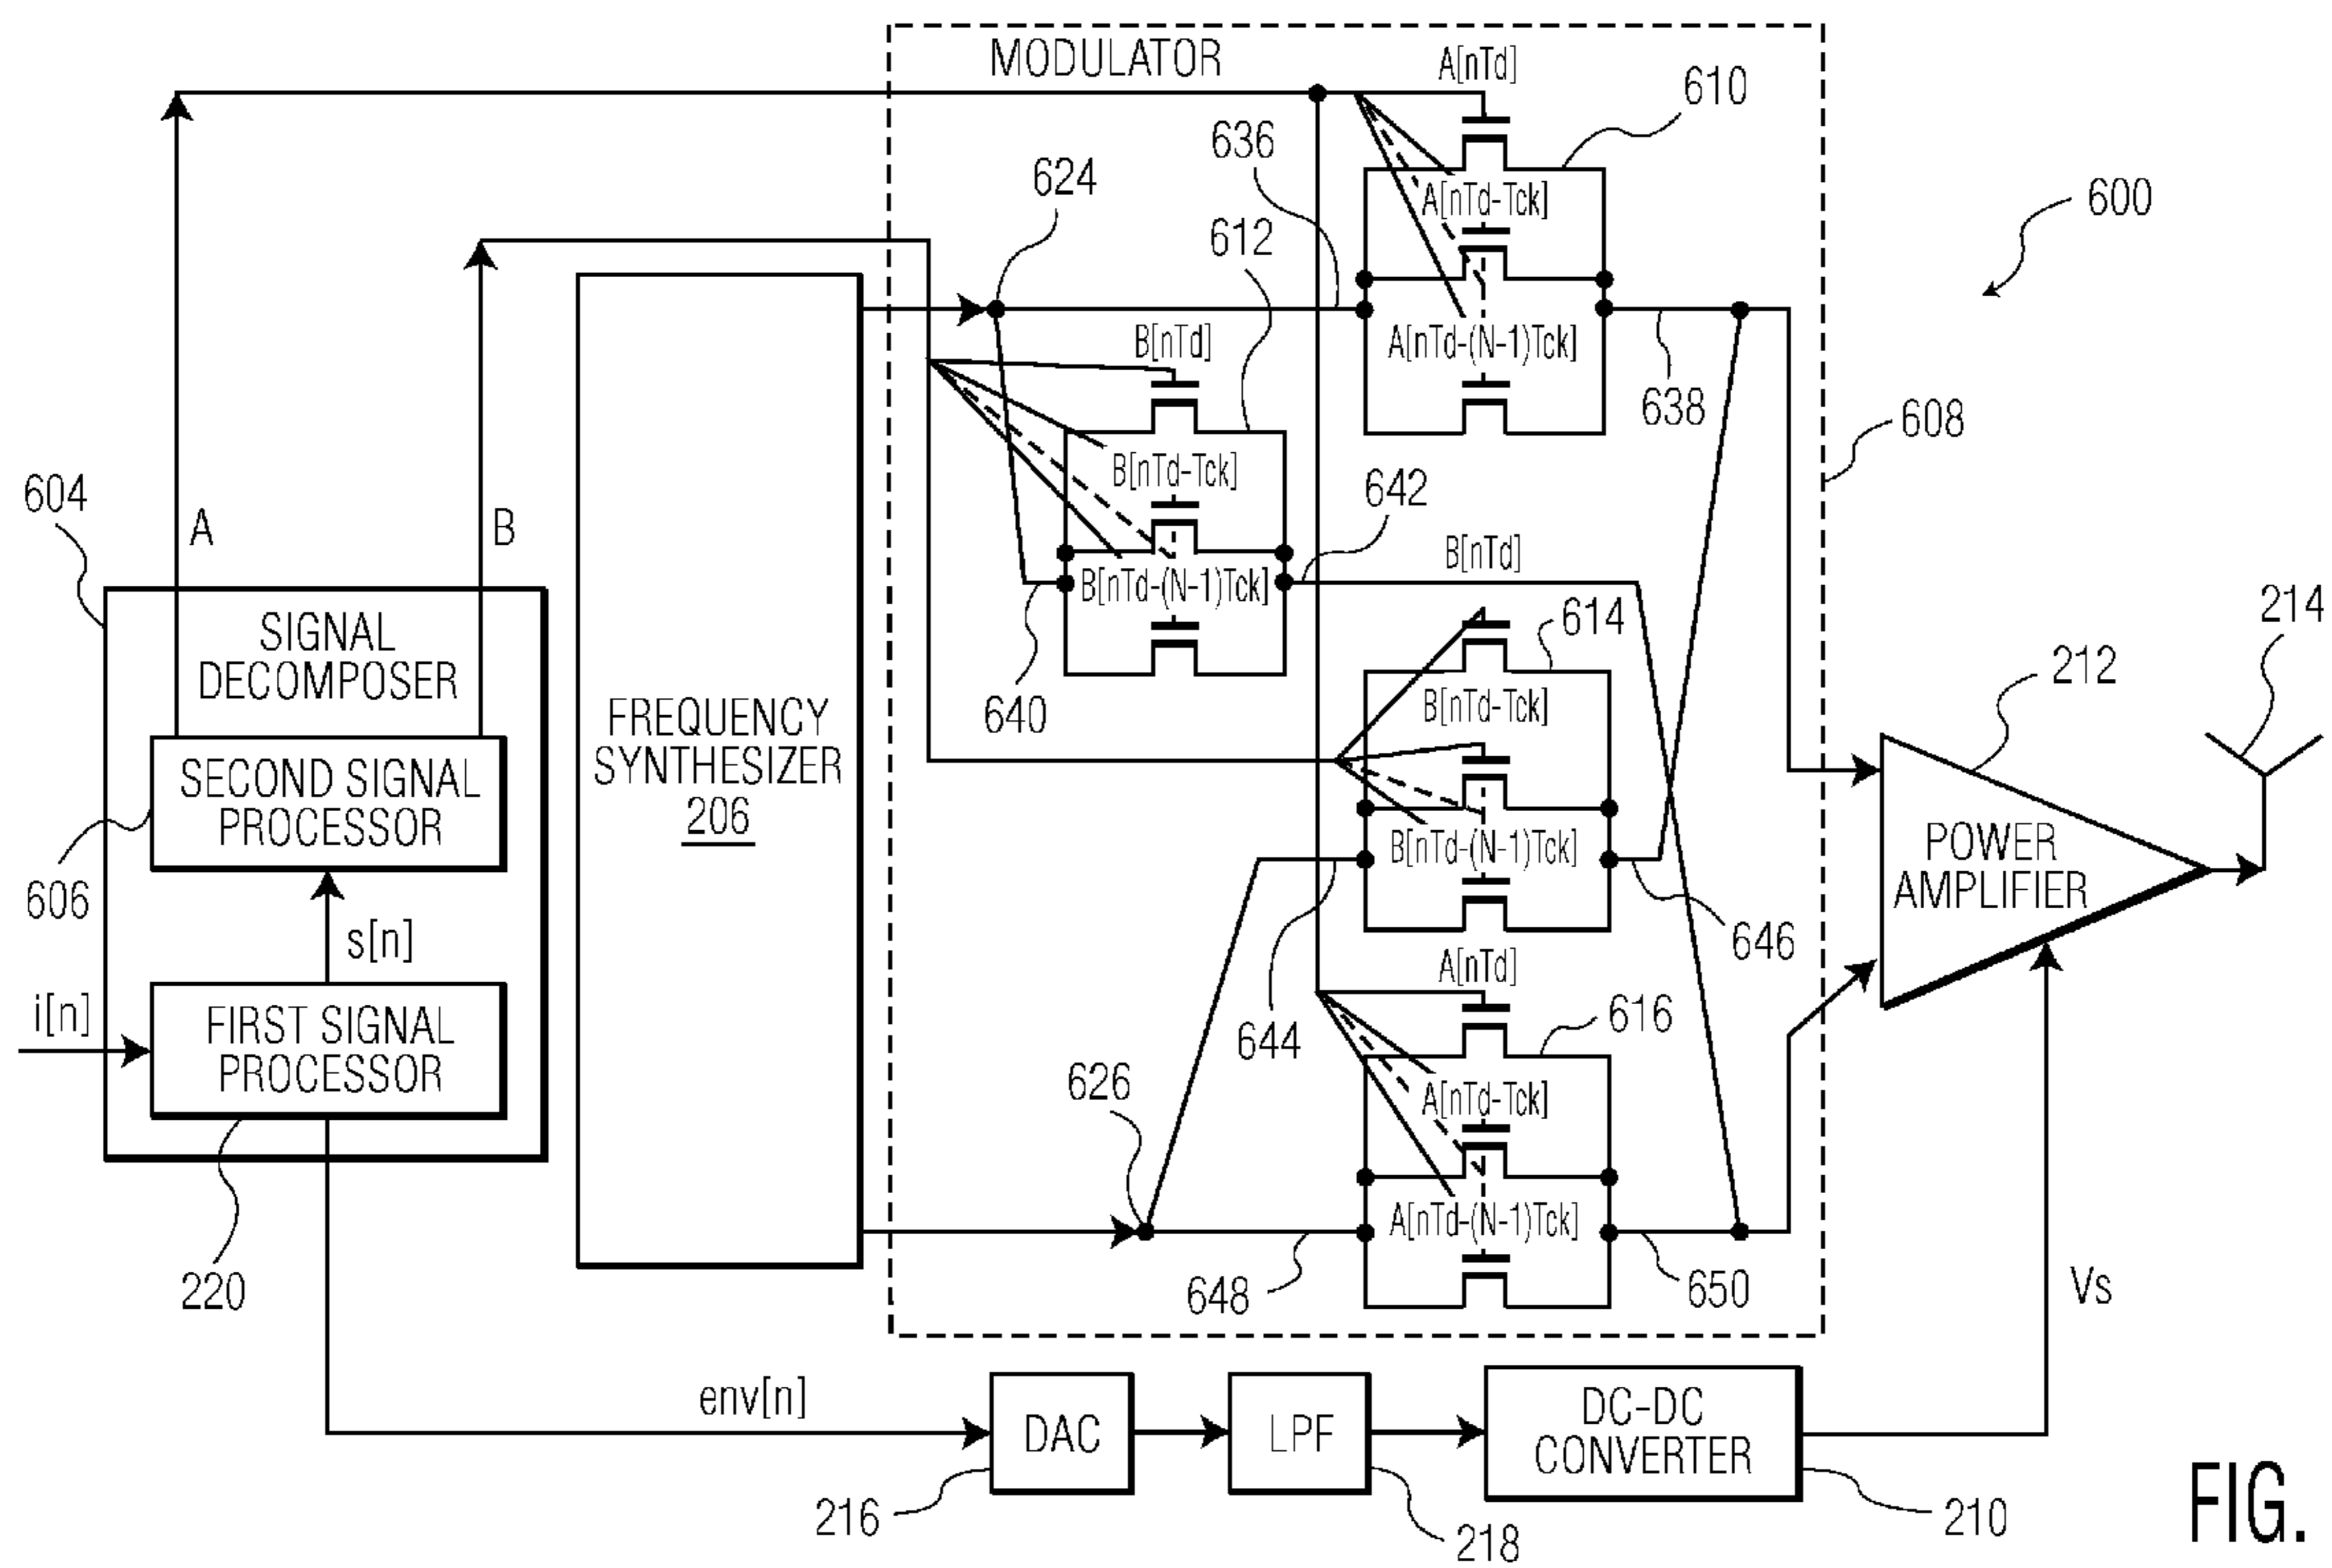 MODULATOR
A[nTd]
610
636
624
A[nTd-Tck]
600
612
B[nTd]
A[nTd-(N-1)Tck]
638
608
604
A
B
B[nTd-Tck]
642
B[nTd]
B[nTd-(N-1)Tck]
614
214
SIGNAL
DECOMPOSER
640
B[nTd-Tck]
212
FREQUENCY
SYNTHESIZER
206
SECOND SIGNAL
PROCESSOR
606
B[nTd-(N-1)Tck]
POWER
AMPLIFIER
s[n]
646
A[nTd]
i[n]
FIRST SIGNAL
PROCESSOR
644
616
626
A[nTd-Tck]
A[nTd-(N-1)Tck]
220
648
650
Vs
env[n]
DAC
LPF
DC-DC
CONVERTER
216
218
210
FIG.